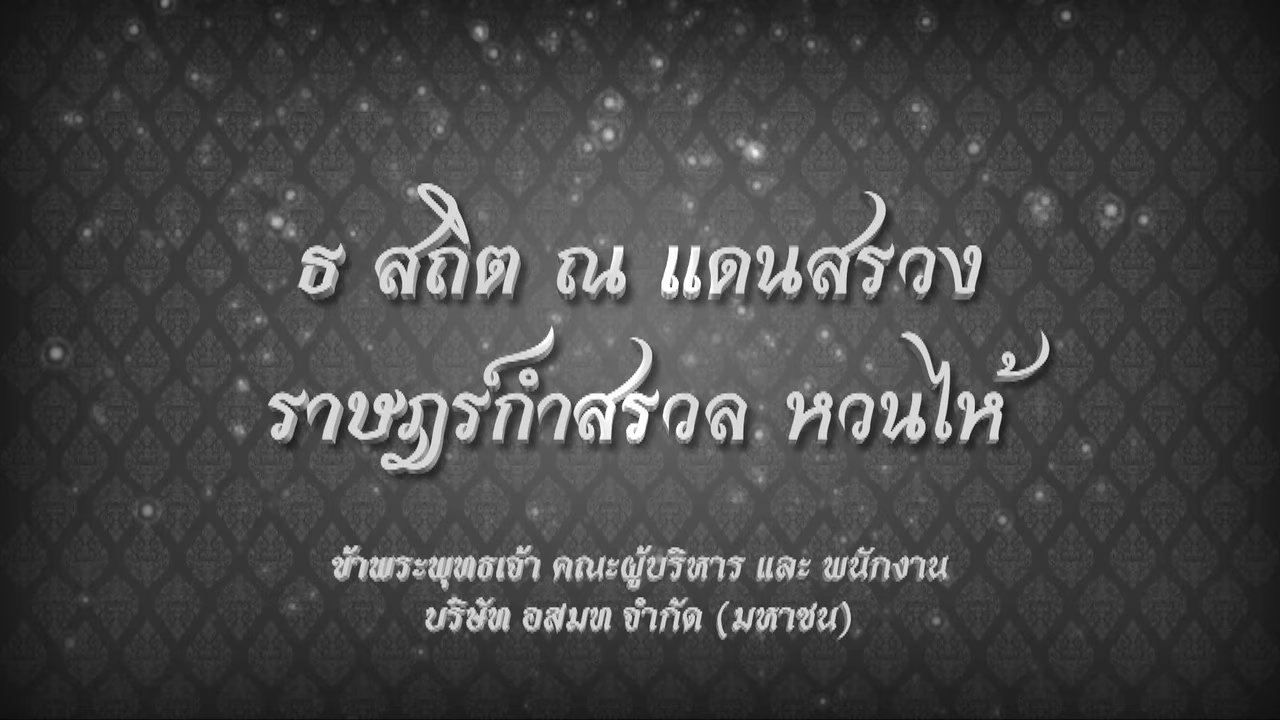 ธ สถิต ณ แดนสรวง
ราษฎร์กำสรวล หวนไห้
ข้าพระพุทธเจ้า คณะผู้บริหาร และ พนักงาน
บริษัท อสมท จำกัด (มหาชน)